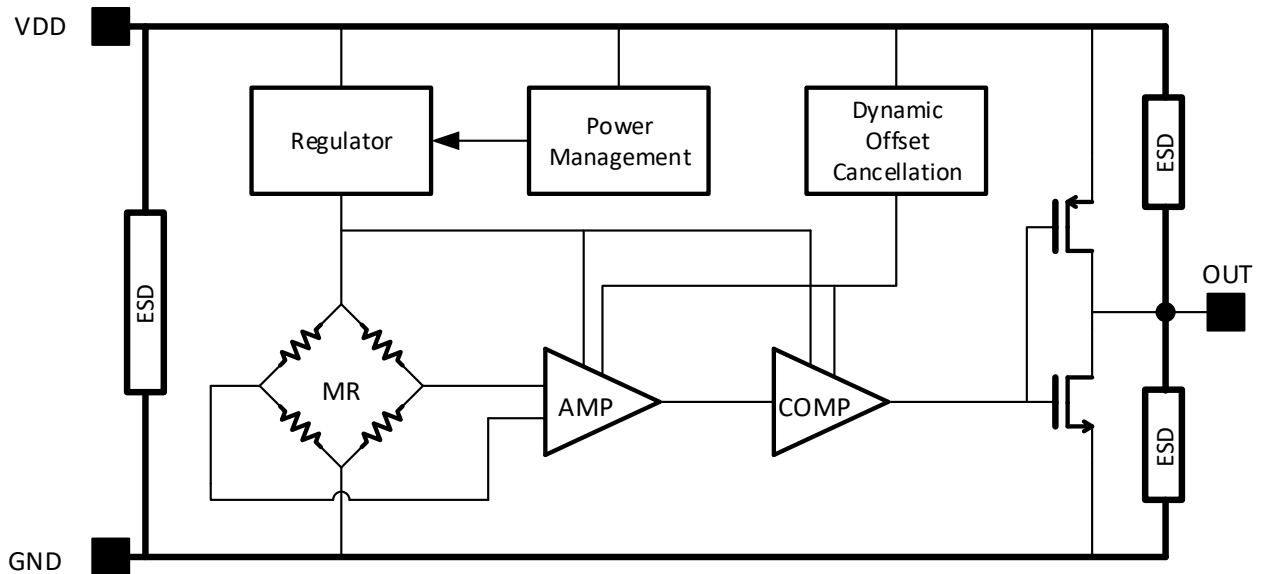 VDD
Regulator
Power
Management
Dynamic
Offset
Cancellation
ESD
ESD
OUT
MR
AMP
COMP
ESD
GND